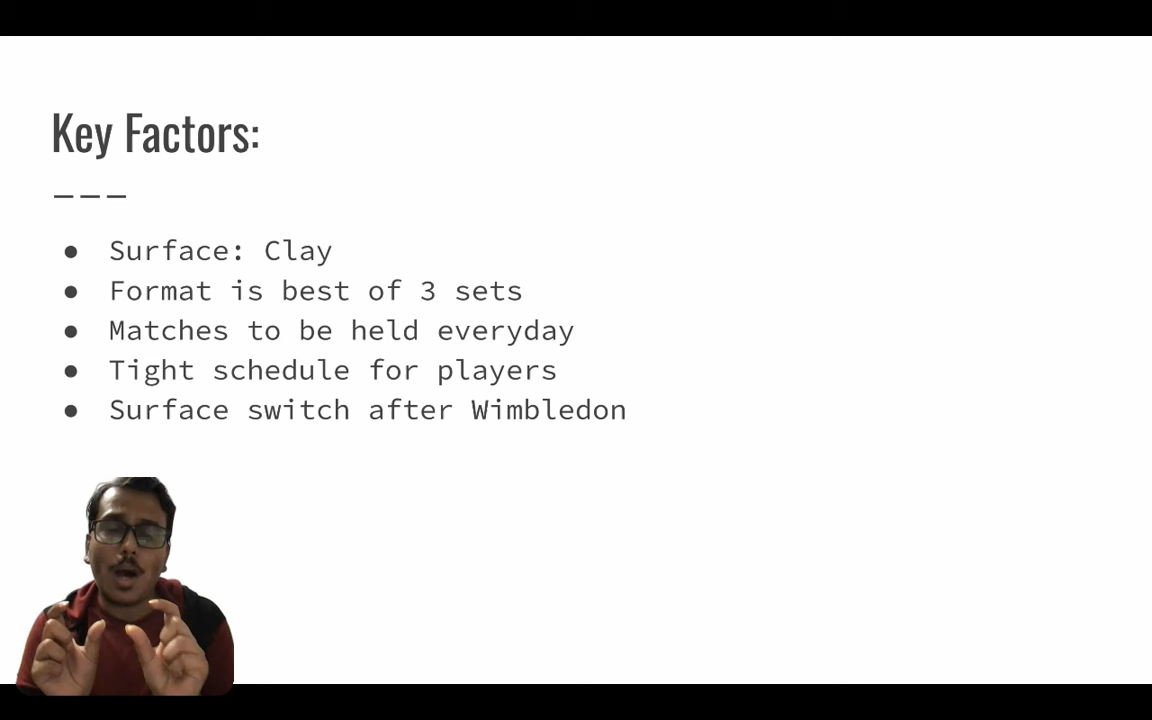 Key Factors:
● Surface: Clay
● Format is best of 3 sets
● Matches to be held everyday
● Tight schedule for players
● Surface switch after Wimbledon